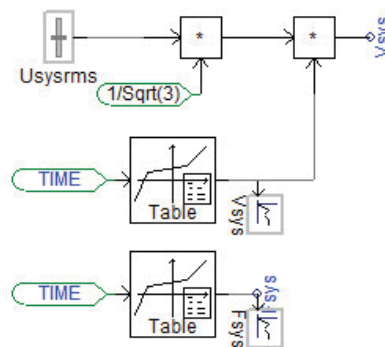 *
*
Vsys
Usysrms
1/Sqrt(3)
TIME
Table
Vsys
TIME
Table
Fsys
Fsys